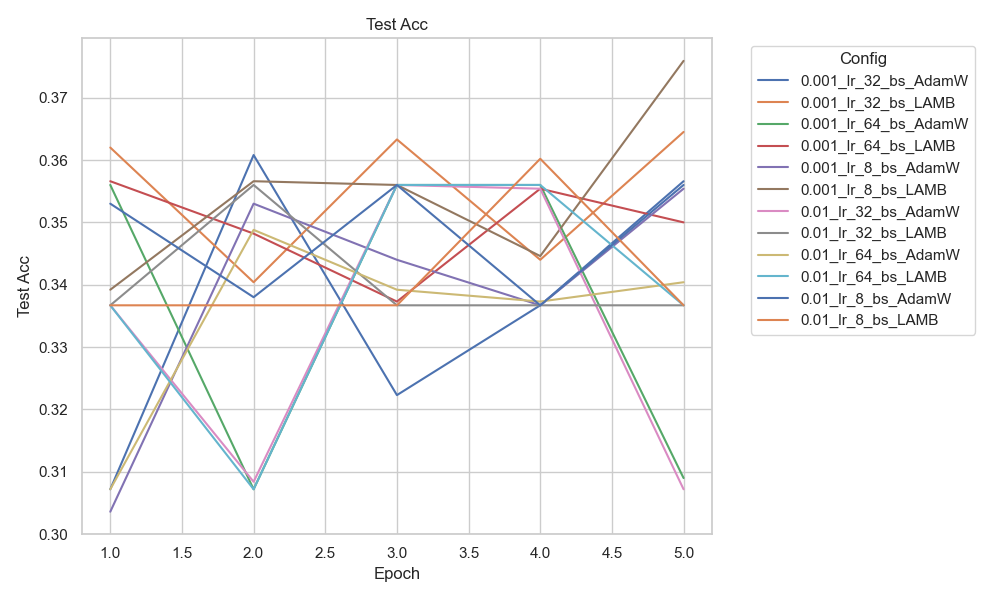 Test Acc
Test Acc
0.37
0.36
0.35
0.34
0.33
0.32
0.31
0.30
1.0 1.5 2.0 2.5 3.0 3.5 4.0 4.5 5.0
Epoch
Config
0.001_lr_32_bs_AdamW
0.001_lr_32_bs_LAMB
0.001_lr_64_bs_AdamW
0.001_lr_64_bs_LAMB
0.001_lr_8_bs_AdamW
0.001_lr_8_bs_LAMB
0.01_lr_32_bs_AdamW
0.01_lr_32_bs_LAMB
0.01_lr_64_bs_AdamW
0.01_lr_64_bs_LAMB
0.01_lr_8_bs_AdamW
0.01_lr_8_bs_LAMB